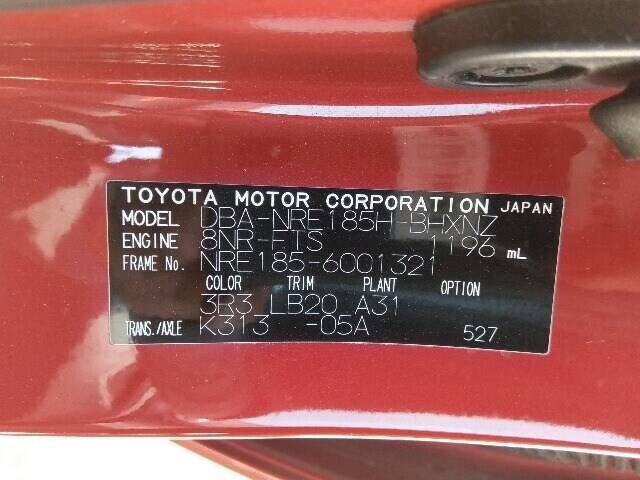 TOYOTA MOTOR CORPORATION JAPAN
MODEL DBA-NRE185H-BHXNZ
ENGINE 8NR-FTS 1196 mL
FRAME No. NRE185-6001321
COLOR TRIM PLANT OPTION
3R3 LB20 A31
TRANS./AXLE K313 -05A 527